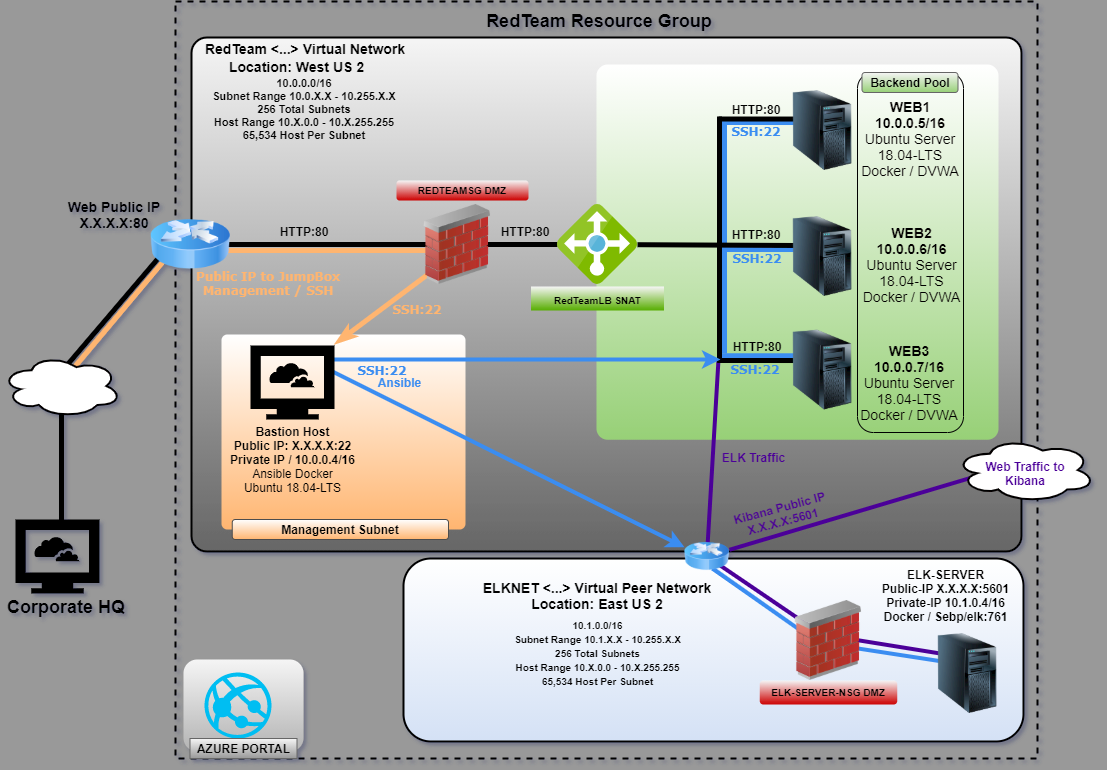 RedTeam Resource Group
RedTeam <...> Virtual Network
Location: West US 2
10.0.0.0/16
Subnet Range 10.0.X.X - 10.255.X.X
256 Total Subnets
Host Range 10.X.0.0 - 10.X.255.255
65,534 Host Per Subnet
Backend Pool
WEB1
10.0.0.5/16
Ubuntu Server
18.04-LTS
Docker / DVWA
HTTP:80
SSH:22
REDTEAMSG DMZ
Web Public IP
X.X.X.X:80
HTTP:80
HTTP:80
Public IP to JumpBox
Management / SSH
SSH:22
RedTeamLB SNAT
HTTP:80
SSH:22
WEB2
10.0.0.6/16
Ubuntu Server
18.04-LTS
Docker / DVWA
HTTP:80
SSH:22
WEB3
10.0.0.7/16
Ubuntu Server
18.04-LTS
Docker / DVWA
SSH:22
Ansible
Bastion Host
Public IP: X.X.X.X:22
Private IP / 10.0.0.4/16
Ansible Docker
Ubuntu 18.04-LTS
Management Subnet
ELK Traffic
Web Traffic to
Kibana
Kibana Public IP
X.X.X.X:5601
Corporate HQ
ELKNET <...> Virtual Peer Network
Location: East US 2
10.1.0.0/16
Subnet Range 10.1.X.X - 10.255.X.X
256 Total Subnets
Host Range 10.X.0.0 - 10.X.255.255
65,534 Host Per Subnet
ELK-SERVER
Public-IP X.X.X.X:5601
Private-IP 10.1.0.4/16
Docker / Sebp/elk:761
ELK-SERVER-NSG DMZ
AZURE PORTAL